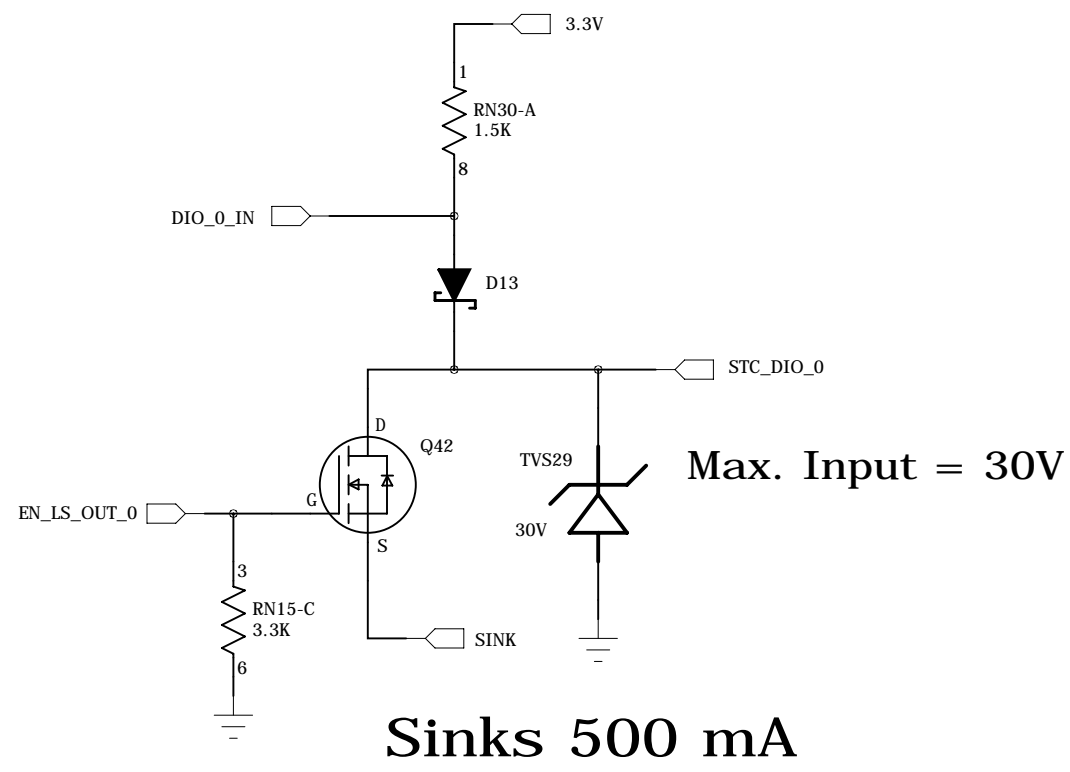 3.3V
1
RN30-A
1.5K
8
DIO_0_IN
D13
STC_DIO_0
D
Q42
TVS29
Max. Input = 30V
G
EN_LS_OUT_0
30V
S
3
RN15-C
3.3K
SINK
6
Sinks 500 mA